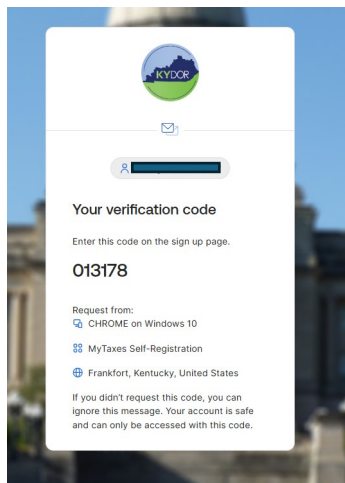 KYDOR
Your verification code
Enter this code on the sign up page.
013178
Request from:
CHROME on Windows 10
MyTaxes Self-Registration
Frankfort, Kentucky, United States
If you didn't request this code, you can
ignore this message. Your account is safe
and can only be accessed with this code.